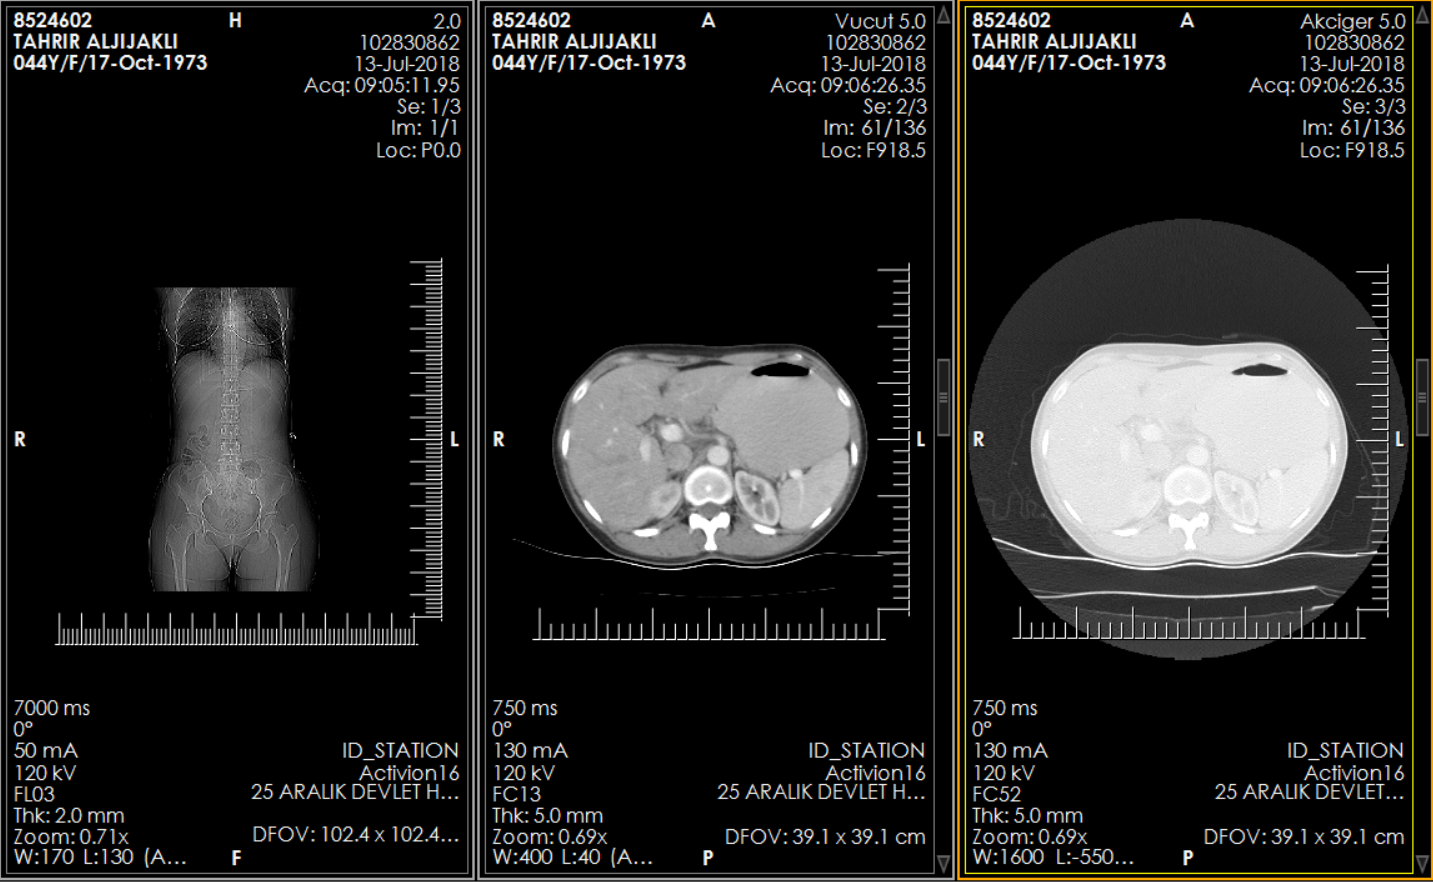 8524602
H
2.0
TAHRIR ALJIJAKLI
102830862
044Y/F/17-Oct-1973
13-Jul-2018
Acq: 09:05:11.95
Se: 1/3
Im: 1/1
Loc: P0.0
R
L
7000 ms
0°
50 mA
ID_STATION
120 kV
Activion16
FL03
25 ARALIK DEVLET H...
Thk: 2.0 mm
Zoom: 0.71x
DFOV: 102.4 x 102.4...
W:170 L:130 (A...
F
8524602
A
Vucut 5.0
TAHRIR ALJIJAKLI
102830862
044Y/F/17-Oct-1973
13-Jul-2018
Acq: 09:06:26.35
Se: 2/3
Im: 61/136
Loc: F918.5
R
L
750 ms
0°
130 mA
ID_STATION
120 kV
Activion16
FC13
25 ARALIK DEVLET H...
Thk: 5.0 mm
Zoom: 0.69x
DFOV: 39.1 x 39.1 cm
W:400 L:40 (A...
P
8524602
A
Akciger 5.0
TAHRIR ALJIJAKLI
102830862
044Y/F/17-Oct-1973
13-Jul-2018
Acq: 09:06:26.35
Se: 3/3
Im: 61/136
Loc: F918.5
R
L
750 ms
0°
130 mA
ID_STATION
120 kV
Activion16
FC52
25 ARALIK DEVLET...
Thk: 5.0 mm
Zoom: 0.69x
DFOV: 39.1 x 39.1 cm
W:1600 L:-550...
P